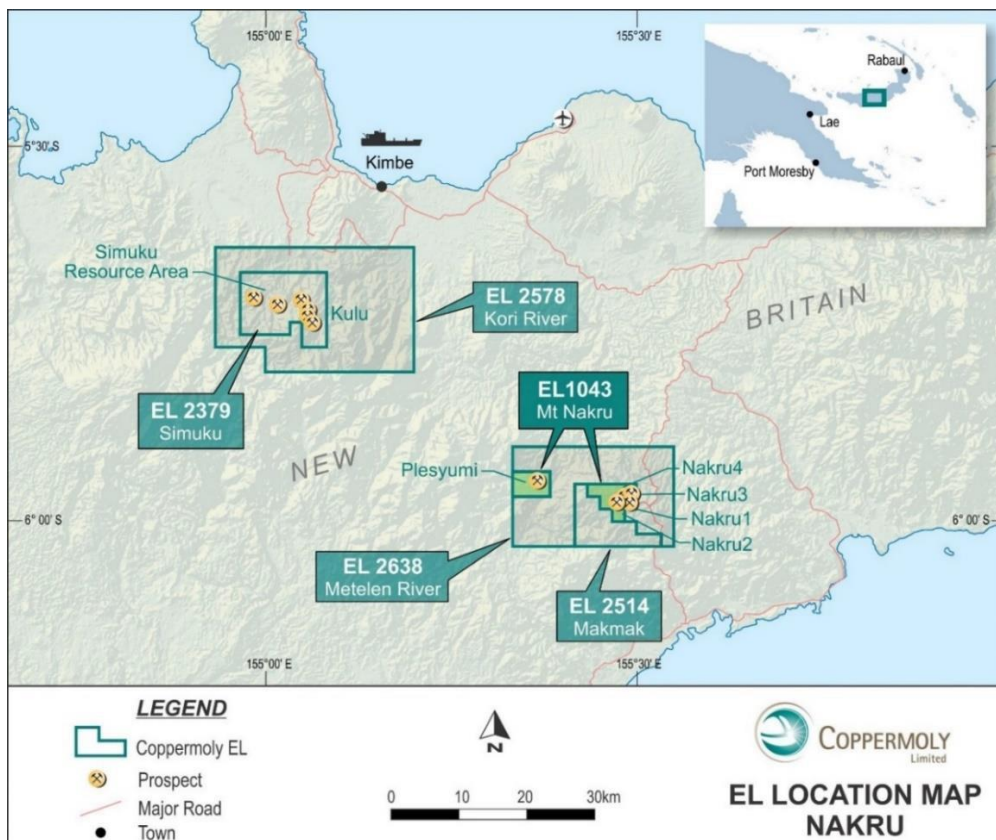 155°00' E
155°30' E
Rabaul
Lae
Port Moresby
5°30' S
Kimbe
Simuku
Resource Area
Kulu
EL 2578
Kori River
BRITAIN
EL 2379
Simuku
EL1043
Mt Nakru
NEW
Plesyumi
Nakru4
Nakru3
Nakru1
Nakru2
6°00' S
6°00' S
EL 2638
Metelen River
EL 2514
Makmak
155°00' E
155°30' E
LEGEND
Coppermoly EL
Prospect
Major Road
Town
N
0 10 20 30km
COPPERMOLY
Limited
EL LOCATION MAP
NAKRU